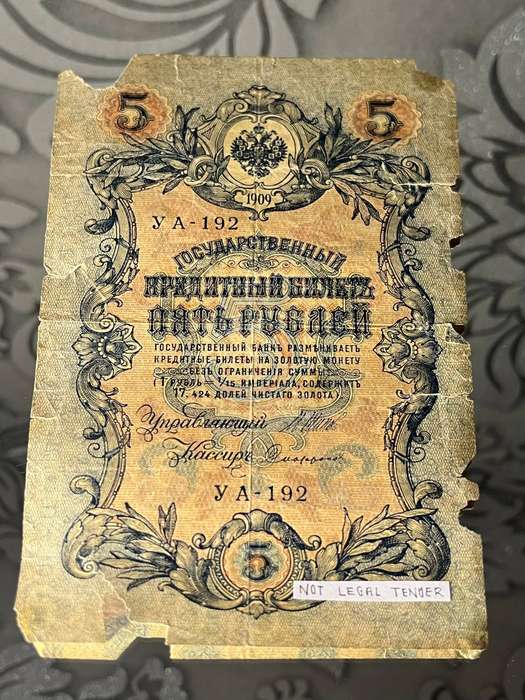 5 5
1909
УА-192
ГОСУДАРСТВЕННЫЙ
КРЕДИТНЫЙ БИЛЕТЪ
ПЯТЬ РУБЛЕЙ
ГОСУДАРСТВЕННЫЙ БАНКЪ РАЗМѢНИВАЕТЪ
КРЕДИТНЫЕ БИЛЕТЫ НА ЗОЛОТУЮ МОНЕТУ
БЕЗЪ ОГРАНИЧЕНІЯ СУММЫ
(1 РУБЛЬ = 1/15 ИМПЕРІАЛА, СОДЕРЖИТЪ
17,424 ДОЛЕЙ ЧИСТАГО ЗОЛОТА)
Управляющій
Кассиръ
УА-192
5
NOT LEGAL TENDER